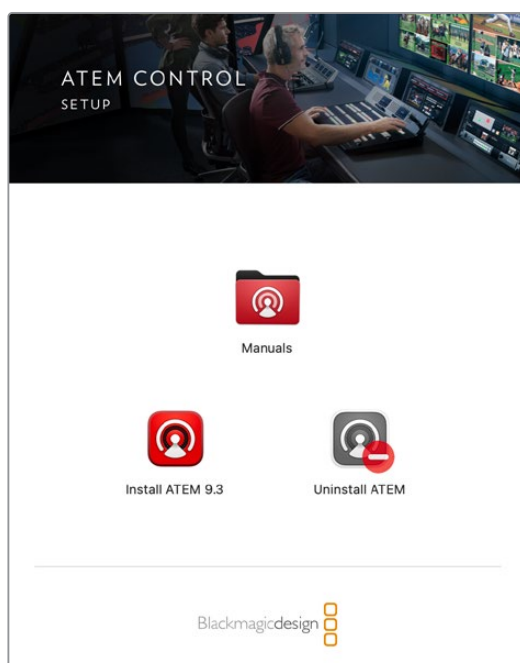 ATEM CONTROL
SETUP
Manuals
Install ATEM 9.3
Uninstall ATEM
Blackmagicdesign